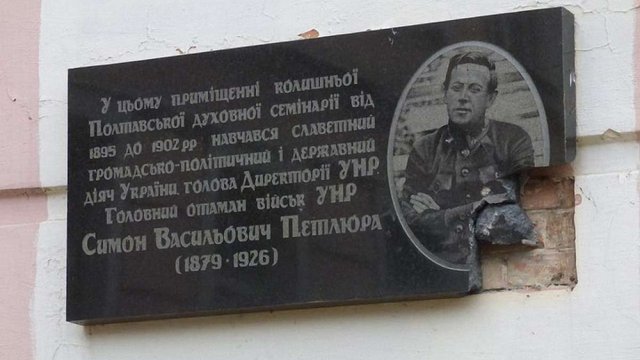 У цьому приміщенні колишньої
Полтавської духовної семінарії від
1895 до 1902 рр навчався славетний
громадсько-політичний і державний
діяч України, голова Директорії УНР
Головний отаман військ УНР
Симон Васильович Петлюра
(1879-1926)